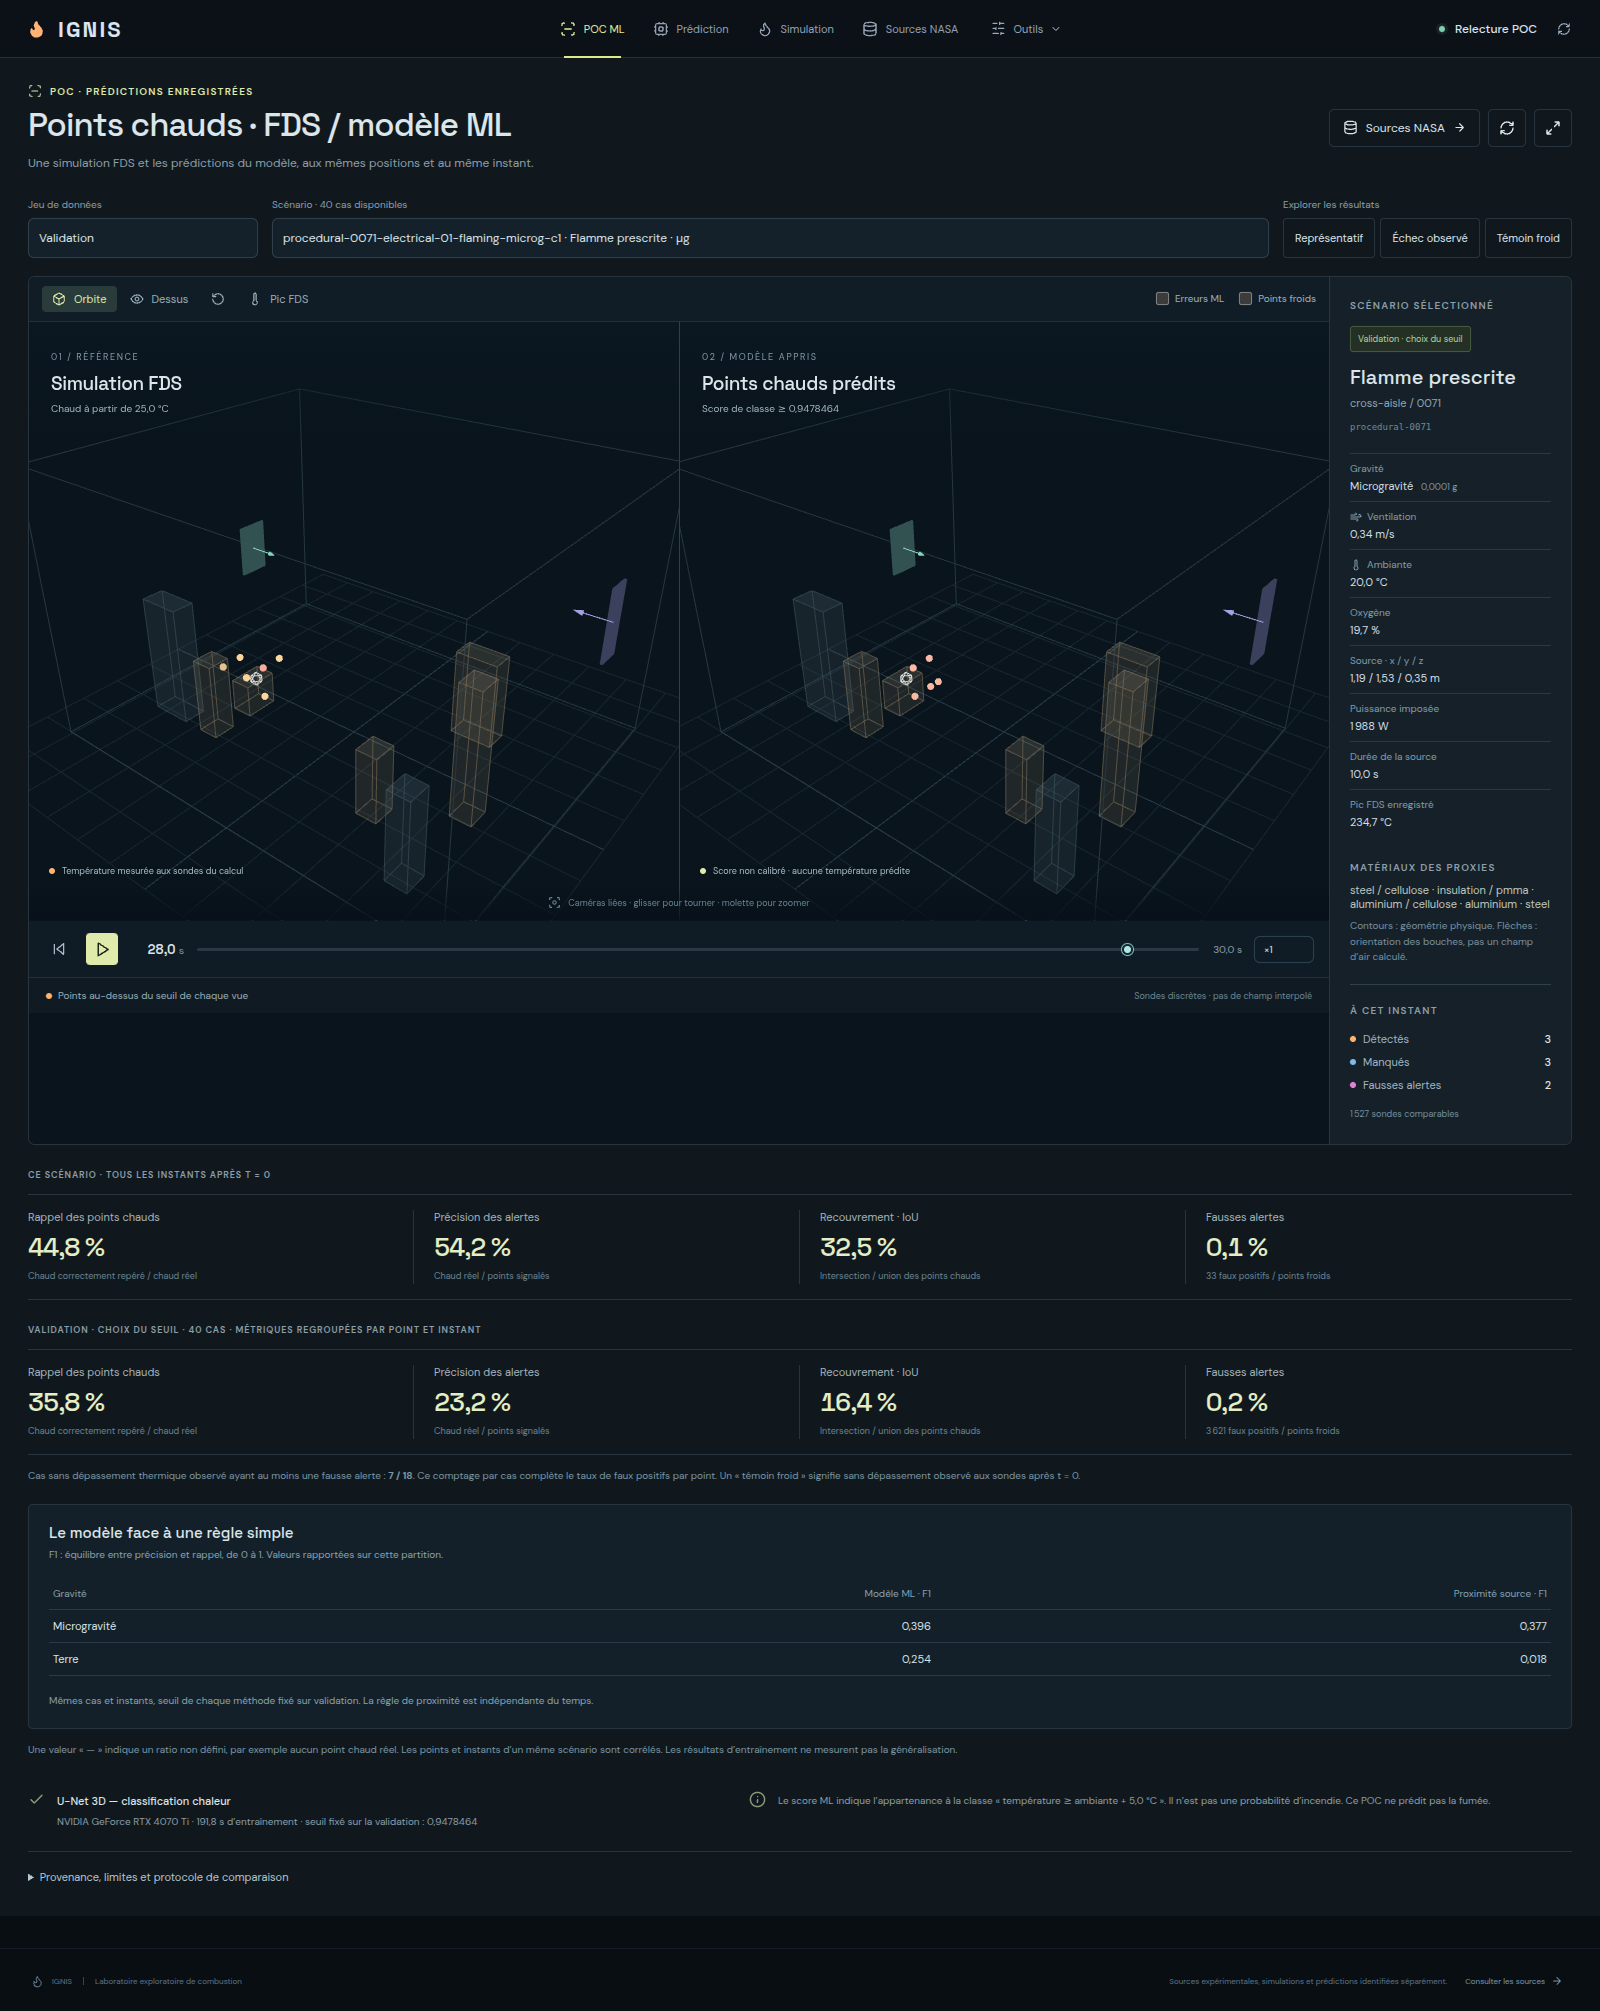 IGNIS
POC ML
Prédiction
Simulation
Sources NASA
Outils
Relecture POC
POC · PRÉDICTIONS ENREGISTRÉES
Points chauds · FDS / modèle ML
Une simulation FDS et les prédictions du modèle, aux mêmes positions et au même instant.
Sources NASA
Jeu de données
Scénario · 40 cas disponibles
Explorer les résultats
Validation
procedural-0071-electrical-01-flaming-microg-c1 · Flamme prescrite · µg
Représentatif
Échec observé
Témoin froid
Orbite
Dessus
Pic FDS
Erreurs ML
Points froids
01 / RÉFÉRENCE
Simulation FDS
Chaud à partir de 25,0 °C
02 / MODÈLE APPRIS
Points chauds prédits
Score de classe ≥ 0,9478464
Température mesurée aux sondes du calcul
Score non calibré · aucune température prédite
Caméras liées · glisser pour tourner · molette pour zoomer
28,0 s
30,0 s
×1
Points au-dessus du seuil de chaque vue
Sondes discrètes · pas de champ interpolé
SCÉNARIO SÉLECTIONNÉ
Validation · choix du seuil
Flamme prescrite
cross-aisle / 0071
procedural-0071
Gravité
Microgravité 0,0001 g
Ventilation
0,34 m/s
Ambiante
20,0 °C
Oxygène
19,7 %
Source · x / y / z
1,19 / 1,53 / 0,35 m
Puissance imposée
1 988 W
Durée de la source
10,0 s
Pic FDS enregistré
234,7 °C
MATÉRIAUX DES PROXIES
steel / cellulose · insulation / pmma ·
aluminium / cellulose · aluminium · steel
Contours : géométrie physique. Flèches :
orientation des bouches, pas un champ
d'air calculé.
À CET INSTANT
Détectés 3
Manqués 3
Fausses alertes 2
1 527 sondes comparables
CE SCÉNARIO · TOUS LES INSTANTS APRÈS T = 0
Rappel des points chauds
44,8 %
Chaud correctement repéré / chaud réel
Précision des alertes
54,2 %
Chaud réel / points signalés
Recouvrement · IoU
32,5 %
Intersection / union des points chauds
Fausses alertes
0,1 %
33 faux positifs / points froids
VALIDATION · CHOIX DU SEUIL · 40 CAS · MÉTRIQUES REGROUPÉES PAR POINT ET INSTANT
Rappel des points chauds
35,8 %
Chaud correctement repéré / chaud réel
Précision des alertes
23,2 %
Chaud réel / points signalés
Recouvrement · IoU
16,4 %
Intersection / union des points chauds
Fausses alertes
0,2 %
3 621 faux positifs / points froids
Cas sans dépassement thermique observé ayant au moins une fausse alerte : 7 / 18. Ce comptage par cas complète le taux de faux positifs par point. Un « témoin froid » signifie sans dépassement observé aux sondes après t = 0.
Le modèle face à une règle simple
F1 : équilibre entre précision et rappel, de 0 à 1. Valeurs rapportées sur cette partition.
Gravité Modèle ML · F1 Proximité source · F1
Microgravité 0,396 0,377
Terre 0,254 0,018
Mêmes cas et instants, seuil de chaque méthode fixé sur validation. La règle de proximité est indépendante du temps.
Une valeur « — » indique un ratio non défini, par exemple aucun point chaud réel. Les points et instants d'un même scénario sont corrélés. Les résultats d'entraînement ne mesurent pas la généralisation.
U-Net 3D — classification chaleur
NVIDIA GeForce RTX 4070 Ti · 191,8 s d'entraînement · seuil fixé sur la validation : 0,9478464
Le score ML indique l'appartenance à la classe « température ≥ ambiante + 5,0 °C ». Il n'est pas une probabilité d'incendie. Ce POC ne prédit pas la fumée.
Provenance, limites et protocole de comparaison
IGNIS | Laboratoire exploratoire de combustion
Sources expérimentales, simulations et prédictions identifiées séparément.
Consulter les sources